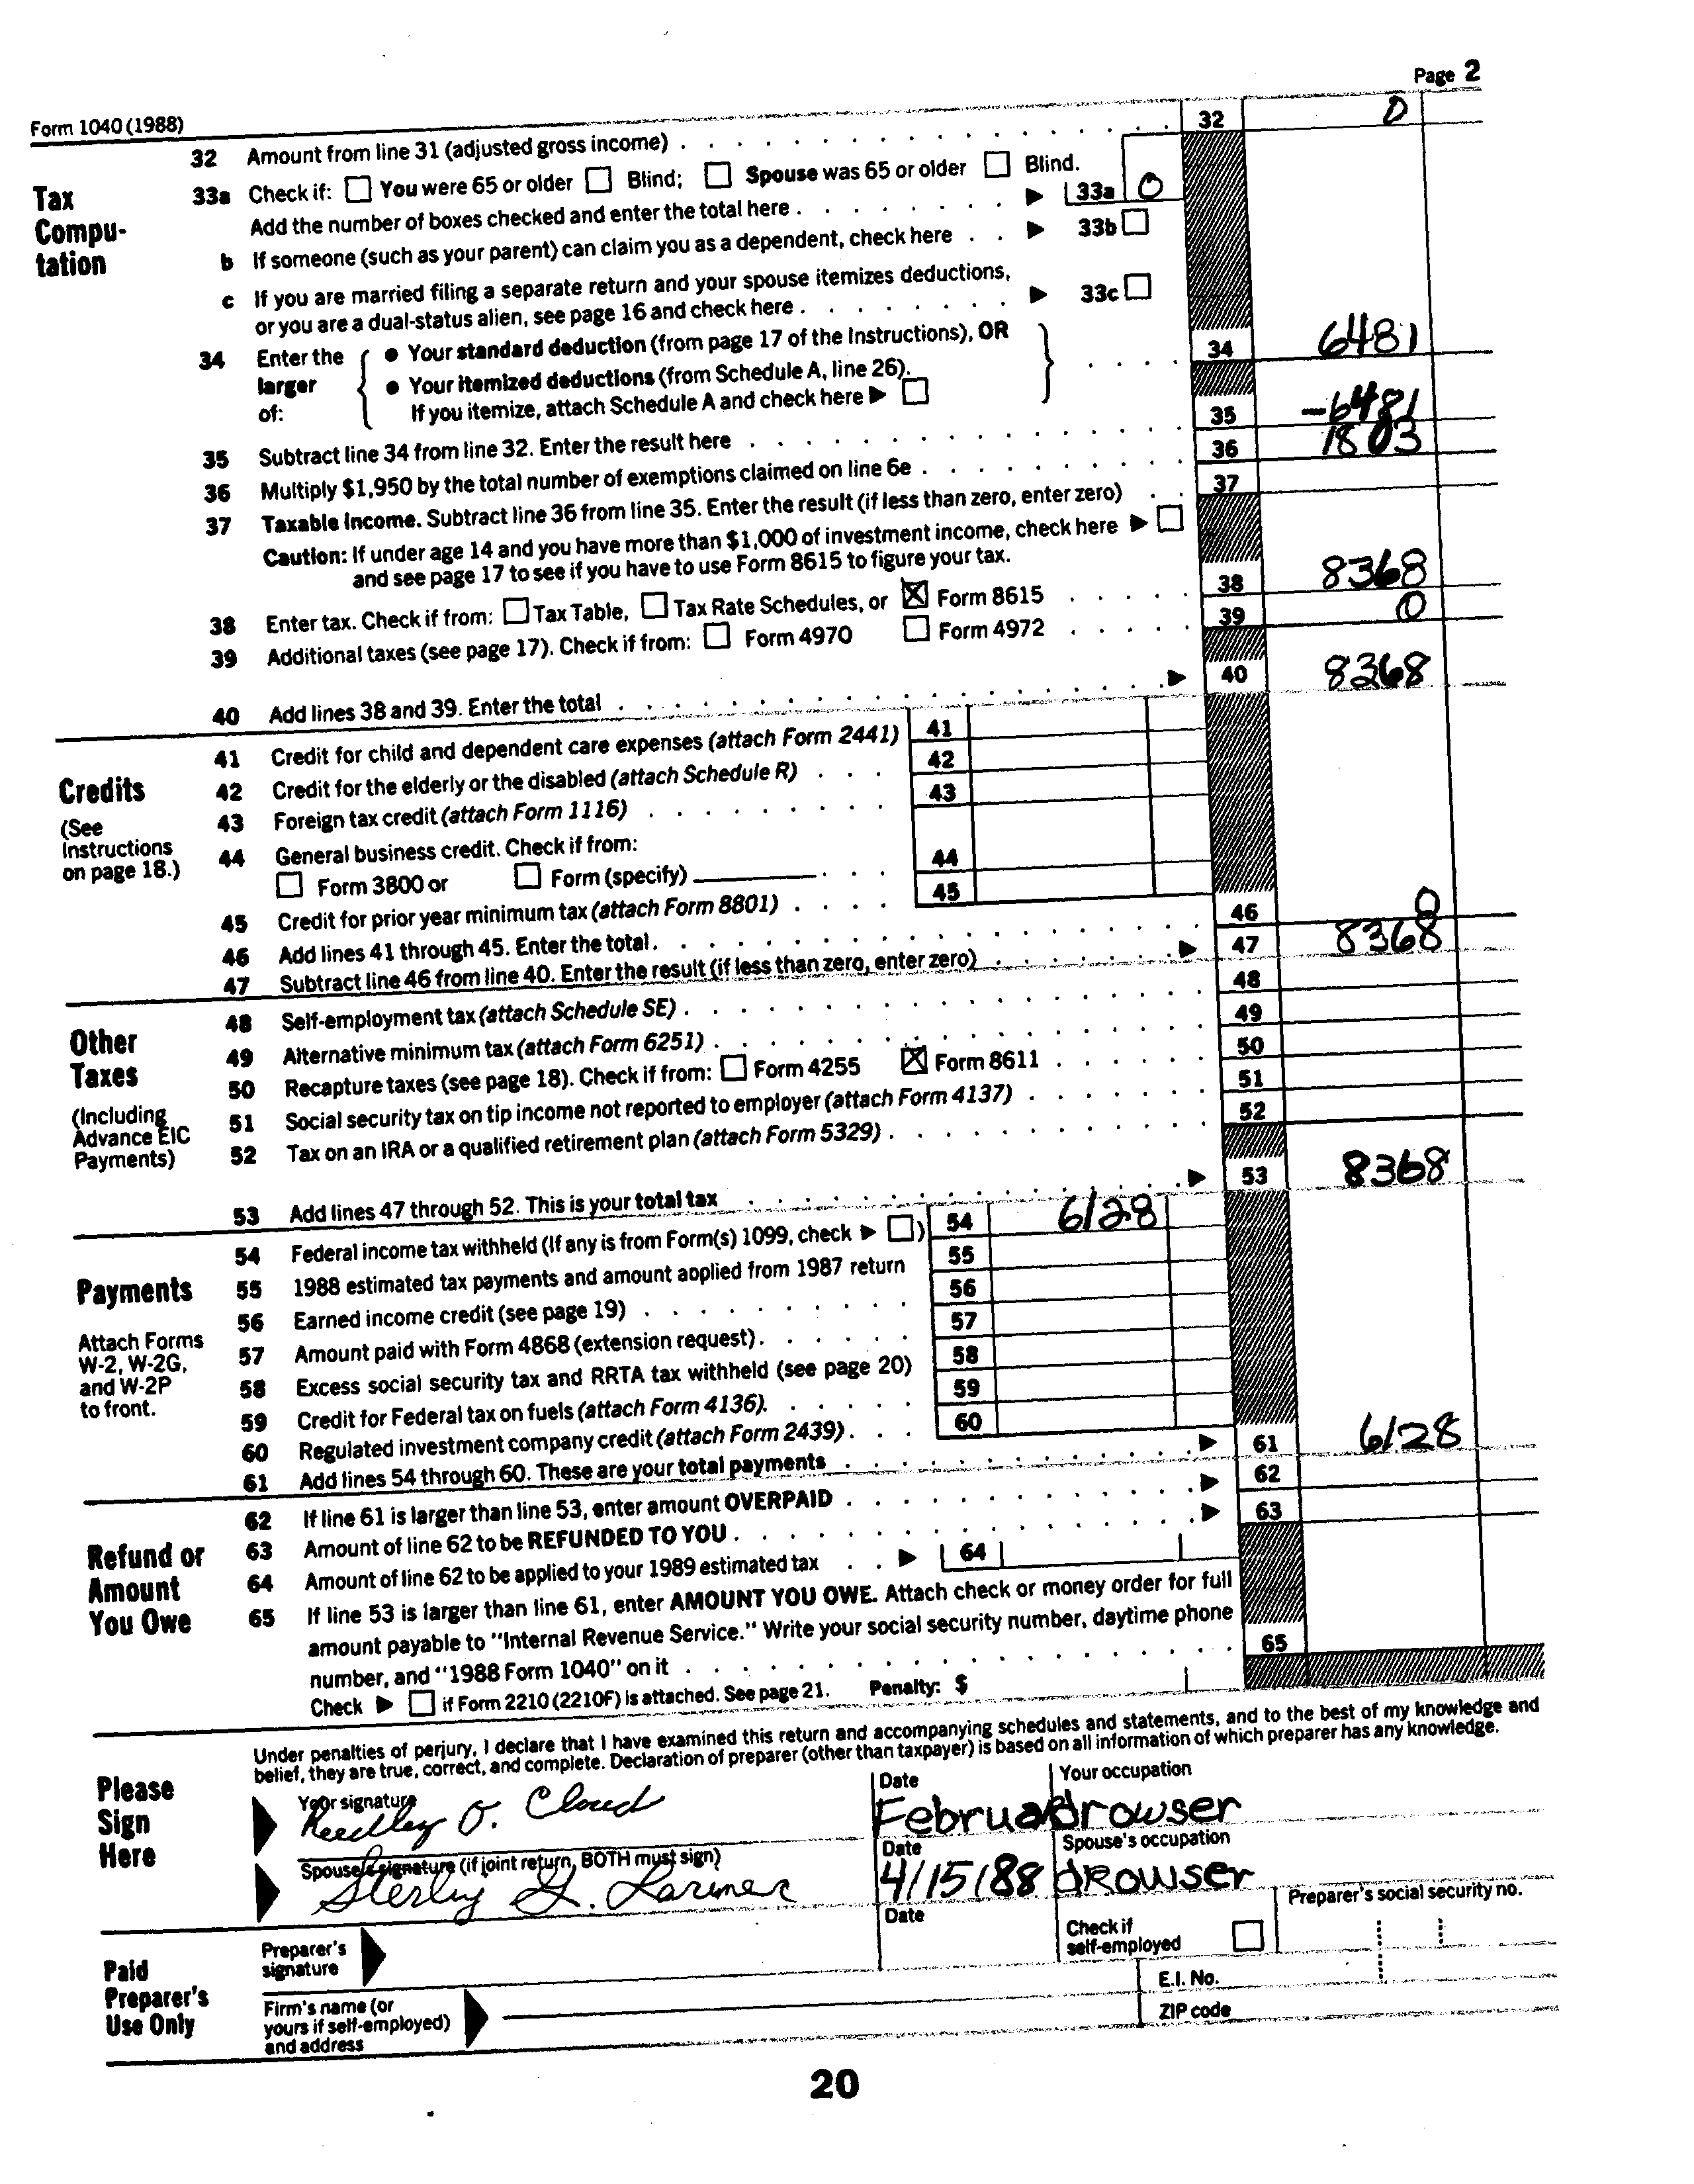 Page 2
Form 1040 (1988)
32 Amount from line 31 (adjusted gross income) 32 0
Tax Compu-tation
33a Check if: You were 65 or older Blind; Spouse was 65 or older Blind.
Add the number of boxes checked and enter the total here 33a 0
b If someone (such as your parent) can claim you as a dependent, check here 33b
c If you are married filing a separate return and your spouse itemizes deductions,
or you are a dual-status alien, see page 16 and check here 33c
34 Enter the larger of: • Your standard deduction (from page 17 of the Instructions), OR
• Your itemized deductions (from Schedule A, line 26).
If you itemize, attach Schedule A and check here
34 6481
35 Subtract line 34 from line 32. Enter the result here 35 -6481
36 Multiply $1,950 by the total number of exemptions claimed on line 6e 36 1803
37 Taxable income. Subtract line 36 from line 35. Enter the result (if less than zero, enter zero) 37
Caution: If under age 14 and you have more than $1,000 of investment income, check here
and see page 17 to see if you have to use Form 8615 to figure your tax.
38 Enter tax. Check if from: Tax Table, Tax Rate Schedules, or ☒ Form 8615 38 8368
39 Additional taxes (see page 17). Check if from: Form 4970 Form 4972 39 0
40 Add lines 38 and 39. Enter the total 40 8368
Credits
(See Instructions on page 18.)
41 Credit for child and dependent care expenses (attach Form 2441) 41
42 Credit for the elderly or the disabled (attach Schedule R) 42
43 Foreign tax credit (attach Form 1116) 43
44 General business credit. Check if from:
Form 3800 or Form (specify) 44
45 Credit for prior year minimum tax (attach Form 8801) 45
46 Add lines 41 through 45. Enter the total. 46 0
47 Subtract line 46 from line 40. Enter the result (if less than zero, enter zero) 47 8368
Other Taxes
(Including Advance EIC Payments)
48 Self-employment tax (attach Schedule SE) 48
49 Alternative minimum tax (attach Form 6251) 49
50 Recapture taxes (see page 18). Check if from: Form 4255 ☒ Form 8611 50
51 Social security tax on tip income not reported to employer (attach Form 4137) 51
52 Tax on an IRA or a qualified retirement plan (attach Form 5329) 52
53 Add lines 47 through 52. This is your total tax 53 8368
Payments
Attach Forms W-2, W-2G, and W-2P to front.
54 Federal income tax withheld (If any is from Form(s) 1099, check ) 54 6128
55 1988 estimated tax payments and amount applied from 1987 return 55
56 Earned income credit (see page 19) 56
57 Amount paid with Form 4868 (extension request) 57
58 Excess social security tax and RRTA tax withheld (see page 20) 58
59 Credit for Federal tax on fuels (attach Form 4136) 59
60 Regulated investment company credit (attach Form 2439) 60
61 Add lines 54 through 60. These are your total payments 61 6128
Refund or Amount You Owe
62 If line 61 is larger than line 53, enter amount OVERPAID 62
63 Amount of line 62 to be REFUNDED TO YOU 63
64 Amount of line 62 to be applied to your 1989 estimated tax 64
65 If line 53 is larger than line 61, enter AMOUNT YOU OWE. Attach check or money order for full
amount payable to "Internal Revenue Service." Write your social security number, daytime phone
number, and "1988 Form 1040" on it 65
Check if Form 2210 (2210F) is attached. See page 21. Penalty: $
Please Sign Here
Under penalties of perjury, I declare that I have examined this return and accompanying schedules and statements, and to the best of my knowledge and
belief, they are true, correct, and complete. Declaration of preparer (other than taxpayer) is based on all information of which preparer has any knowledge.
Your signature Date Your occupation
Reedley O. Cloud Februa drowser
Spouse's signature (if joint return, BOTH must sign) Date Spouse's occupation
Sterling G. Larimer 4/15/88 dRowser
Paid Preparer's Use Only
Preparer's signature Date Check if self-employed Preparer's social security no.
Firm's name (or yours if self-employed) and address E.I. No.
ZIP code
20